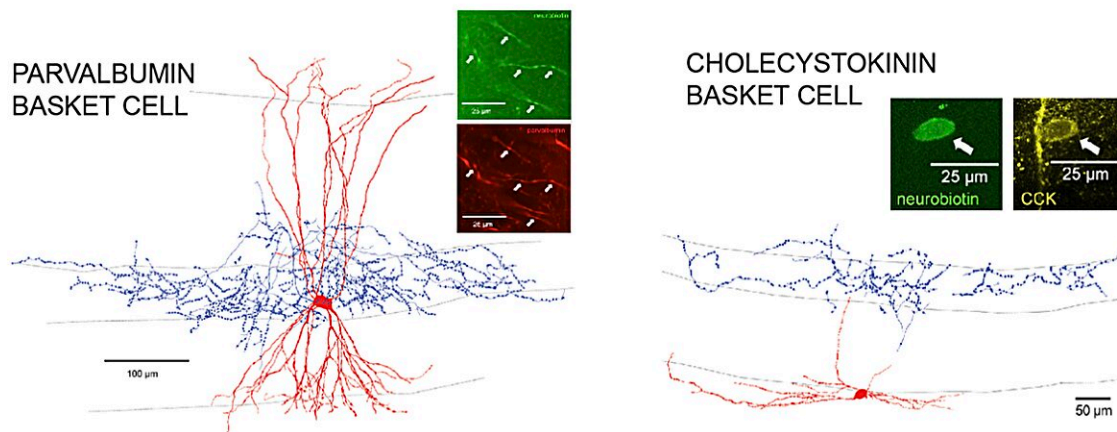 PARVALBUMIN
BASKET CELL
neurobiotin
25 µm
parvalbumin
25 µm
100 µm
CHOLECYSTOKININ
BASKET CELL
25 µm
neurobiotin
25 µm
CCK
50 µm